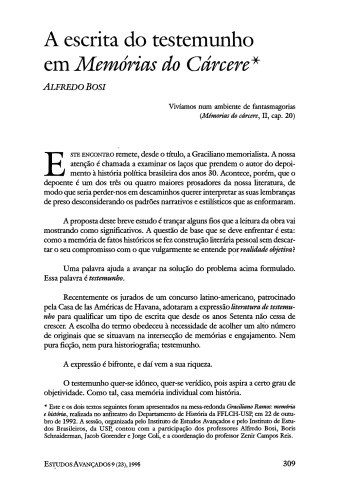 A escrita do testemunho
em Memórias do Cárcere*
ALFREDO BOSI
Vivíamos num ambiente de fantasmagorias
(Mémorias do cárcere, II, cap. 20)
ESTE ENCONTRO remete, desde o título, a Graciliano memorialista. A nossa
atenção é chamada a examinar os laços que prendem o autor do depoi-
mento à história política brasileira dos anos 30. Acontece, porém, que o
depoente é um dos três ou quatro maiores prosadores da nossa literatura, de
modo que seria perder-nos em descaminhos querer interpretar as suas lembranças
de preso desconsiderando os padrões narrativos e estilísticos que as enformaram.
A proposta deste breve estudo é trançar alguns fios que a leitura da obra vai
mostrando como significativos. A questão de base que se deve enfrentar é esta:
como a memória de fatos históricos se fez construção literária pessoal sem descar-
tar o seu compromisso com o que vulgarmente se entende por realidade objetiva?
Uma palavra ajuda a avançar na solução do problema acima formulado.
Essa palavra é testemunho.
Recentemente os jurados de um concurso latino-americano, patrocinado
pela Casa de las Américas de Havana, adotaram a expressão literatura de testemu-
nho para qualificar um tipo de escrita que desde os anos Setenta não cessa de
crescer. A escolha do termo obedeceu à necessidade de acolher um alto número
de originais que se situavam na intersecção de memórias e engajamento. Nem
pura ficção, nem pura historiografia; testemunho.
A expressão é bifronte, e daí vem a sua riqueza.
O testemunho quer-se idôneo, quer-se verídico, pois aspira a certo grau de
objetividade. Como tal, casa memória individual com história.
* Este e os dois textos seguintes foram apresentados na mesa-redonda Graciliano Ramos: memória
e história, realizada no anfiteatro do Departamento de História da FFLCH-USP, em 22 de outu-
bro de 1992. A sessão, organizada pelo Instituto de Estudos Avançados e pelo Instituto de Estu-
dos Brasileiros, da USP, contou com a participação dos professores Alfredo Bosi, Boris
Schnaiderman, Jacob Gorender e Jorge Coli, e a coordenação do professor Zenir Campos Reis.
ESTUDOS AVANÇADOS 9 (23), 1995
309